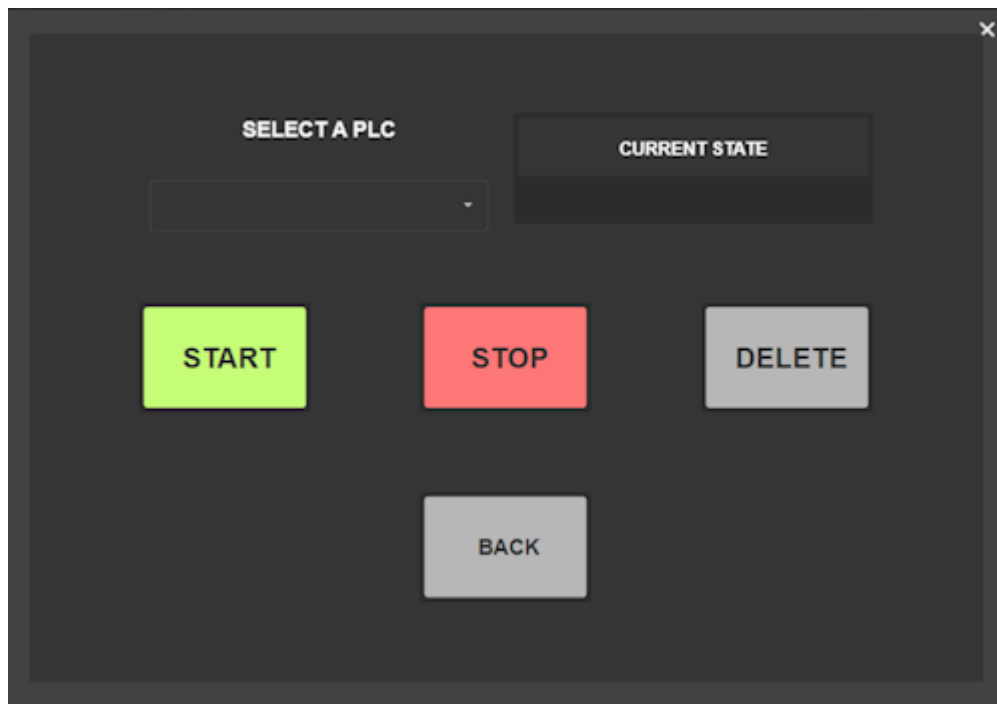 SELECT A PLC
CURRENT STATE
START
STOP
DELETE
BACK